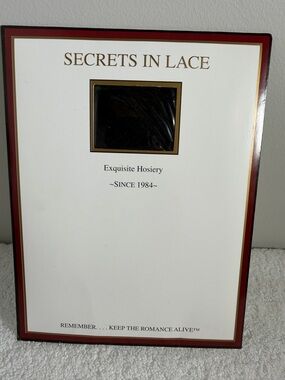 SECRETS IN LACE
Exquisite Hosiery
~SINCE 1984~
REMEMBER. . . . KEEP THE ROMANCE ALIVE™